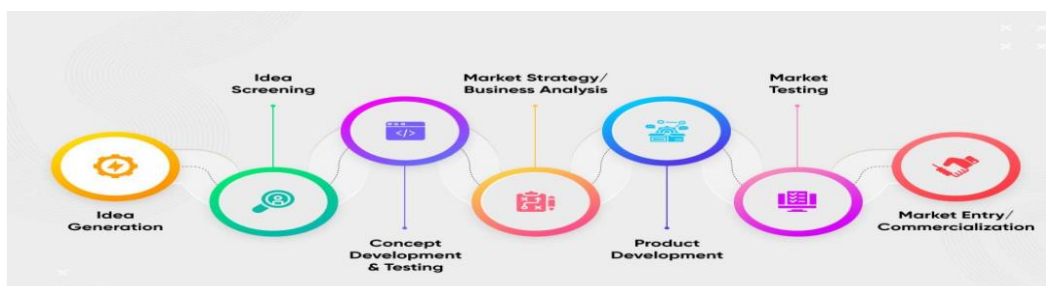 Idea
Generation
Idea
Screening
Concept
Development
& Testing
Market Strategy/
Business Analysis
Product
Development
Market
Testing
Market Entry/
Commercialization